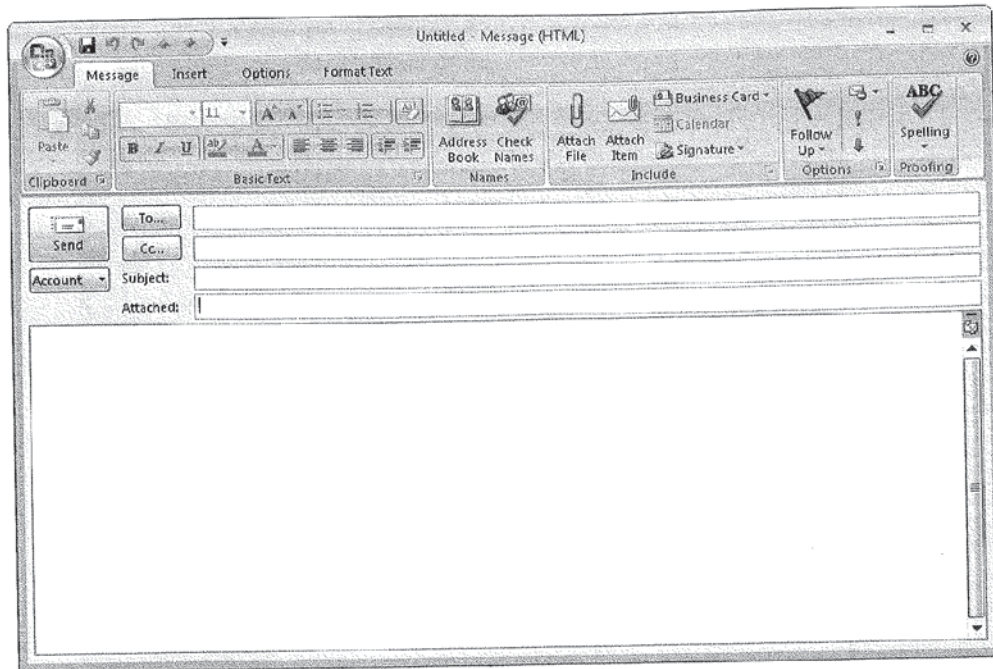 Untitled - Message (HTML)
Message Insert Options Format Text
Paste
Clipboard
11
A A
B I U ab A
Basic Text
Address Book
Check Names
Names
Attach File
Attach Item
Business Card
Calendar
Signature
Include
Follow Up
Options
ABC
Spelling
Proofing
Send
Account
To...
Cc...
Subject:
Attached: